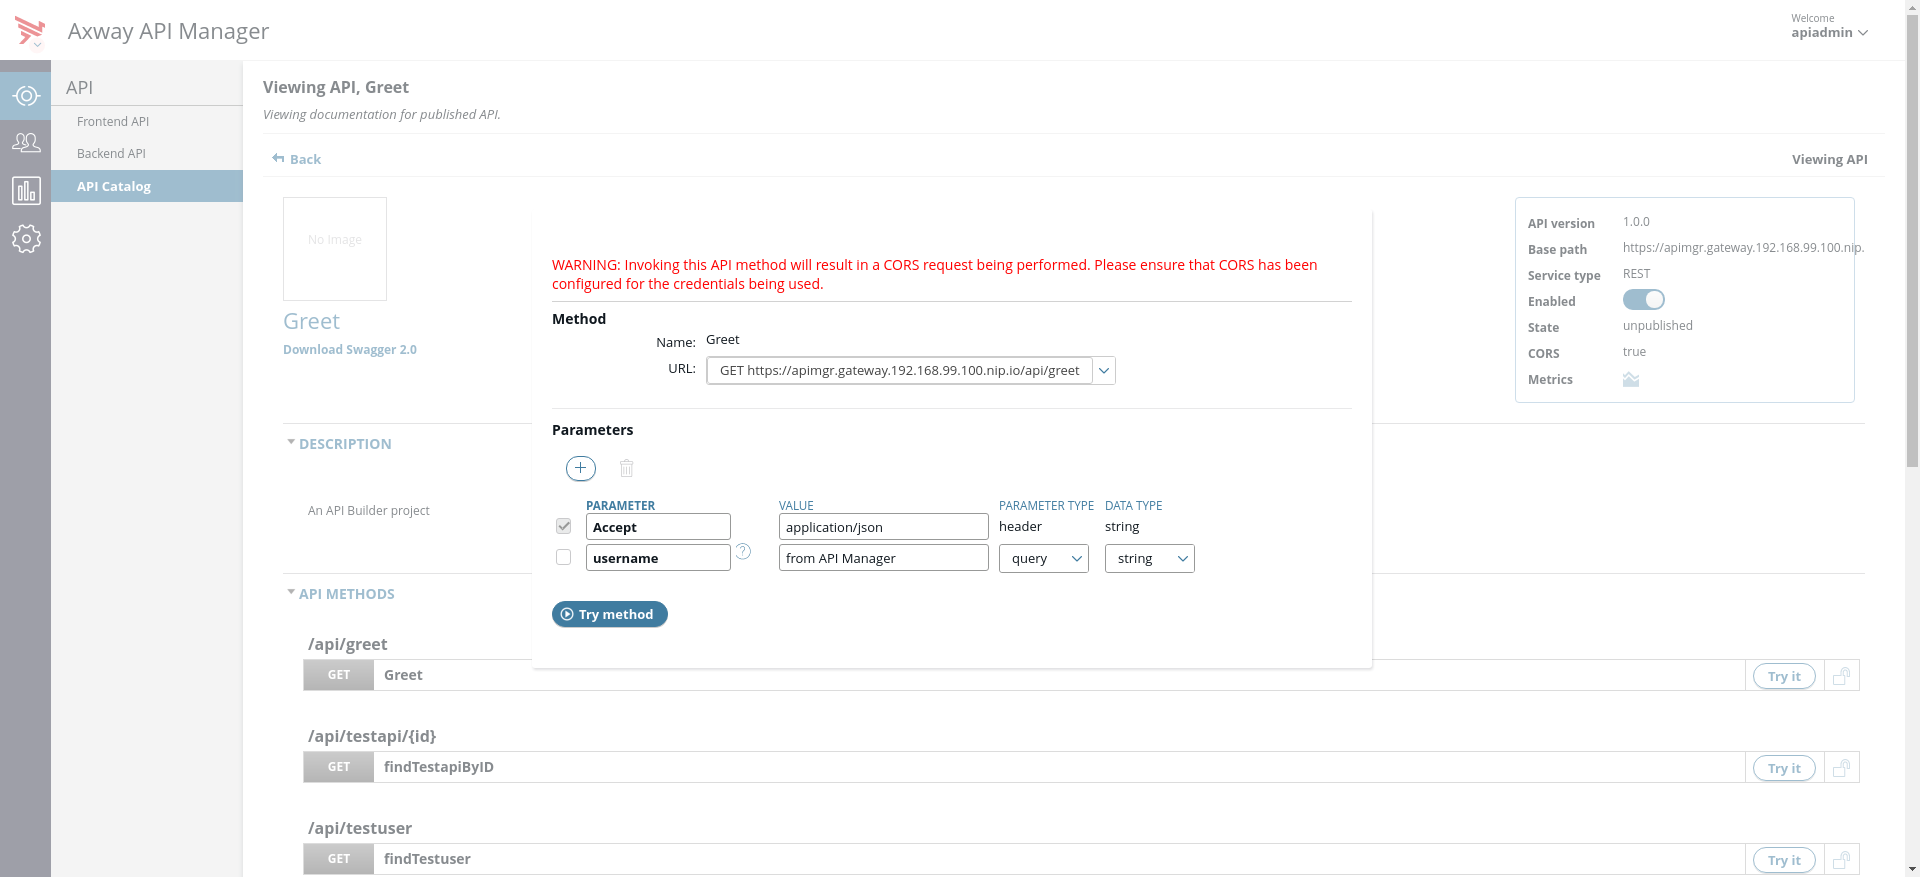 Axway API Manager
Welcome
apiadmin
API
Frontend API
Backend API
API Catalog
Viewing API, Greet
Viewing documentation for published API.
Back
Viewing API
No Image
Greet
Download Swagger 2.0
API version 1.0.0
Base path https://apimgr.gateway.192.168.99.100.nip.
Service type REST
Enabled
State unpublished
CORS true
Metrics
WARNING: Invoking this API method will result in a CORS request being performed. Please ensure that CORS has been
configured for the credentials being used.
Method
Name: Greet
URL: GET https://apimgr.gateway.192.168.99.100.nip.io/api/greet
Parameters
PARAMETER VALUE PARAMETER TYPE DATA TYPE
Accept application/json header string
username ? from API Manager query string
Try method
DESCRIPTION
An API Builder project
API METHODS
/api/greet
GET Greet Try it
/api/testapi/{id}
GET findTestapiByID Try it
/api/testuser
GET findTestuser Try it